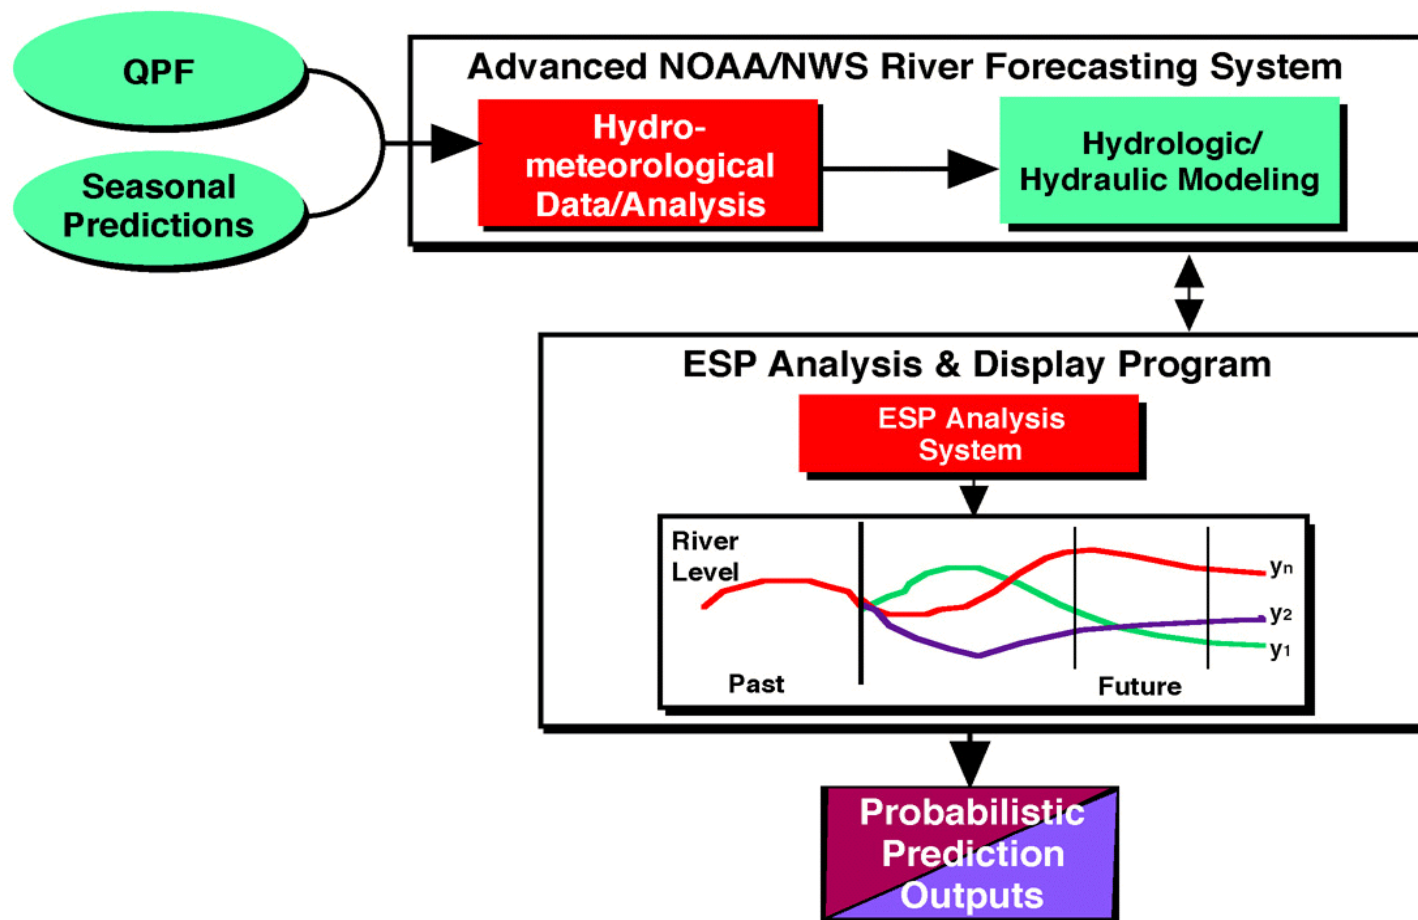 QPF
Seasonal
Predictions
Advanced NOAA/NWS River Forecasting System
Hydro-
meteorological
Data/Analysis
Hydrologic/
Hydraulic Modeling
ESP Analysis & Display Program
ESP Analysis
System
River
Level
yn
y2
y1
Past
Future
Probabilistic
Prediction
Outputs